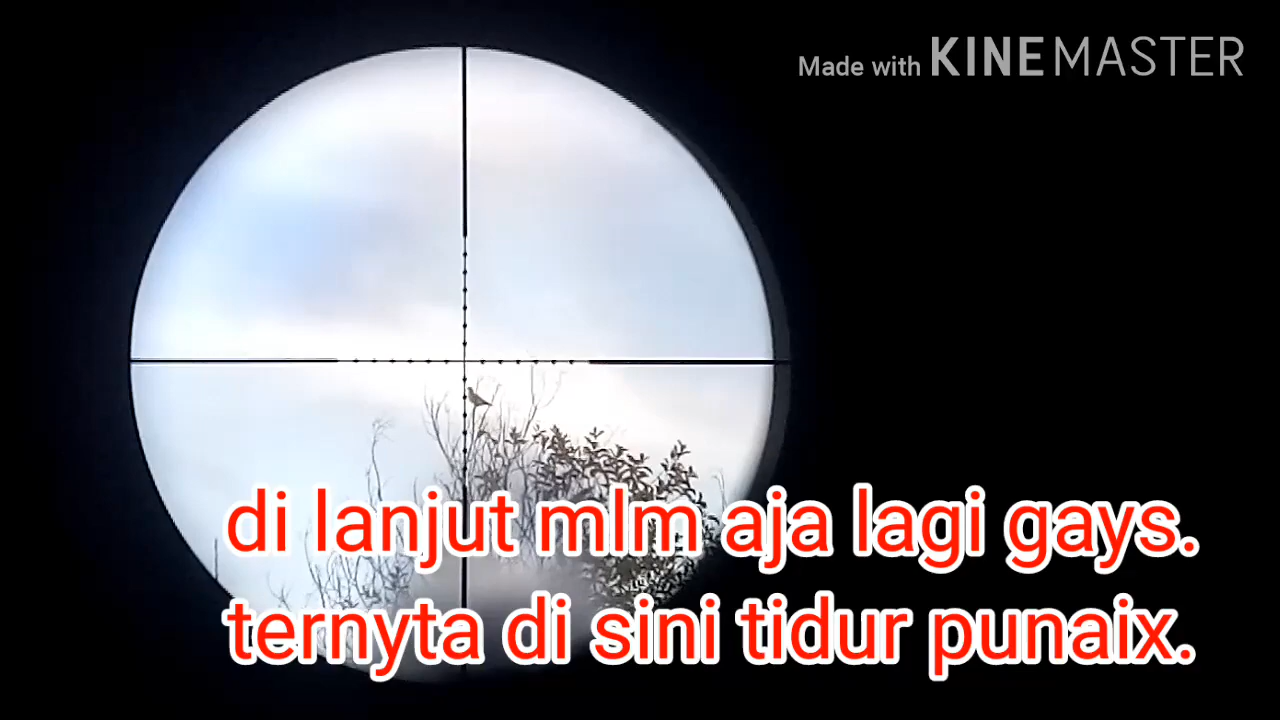 Made with KINEMASTER
di lanjut mlm aja lagi gays.
ternyta di sini tidur punaix.